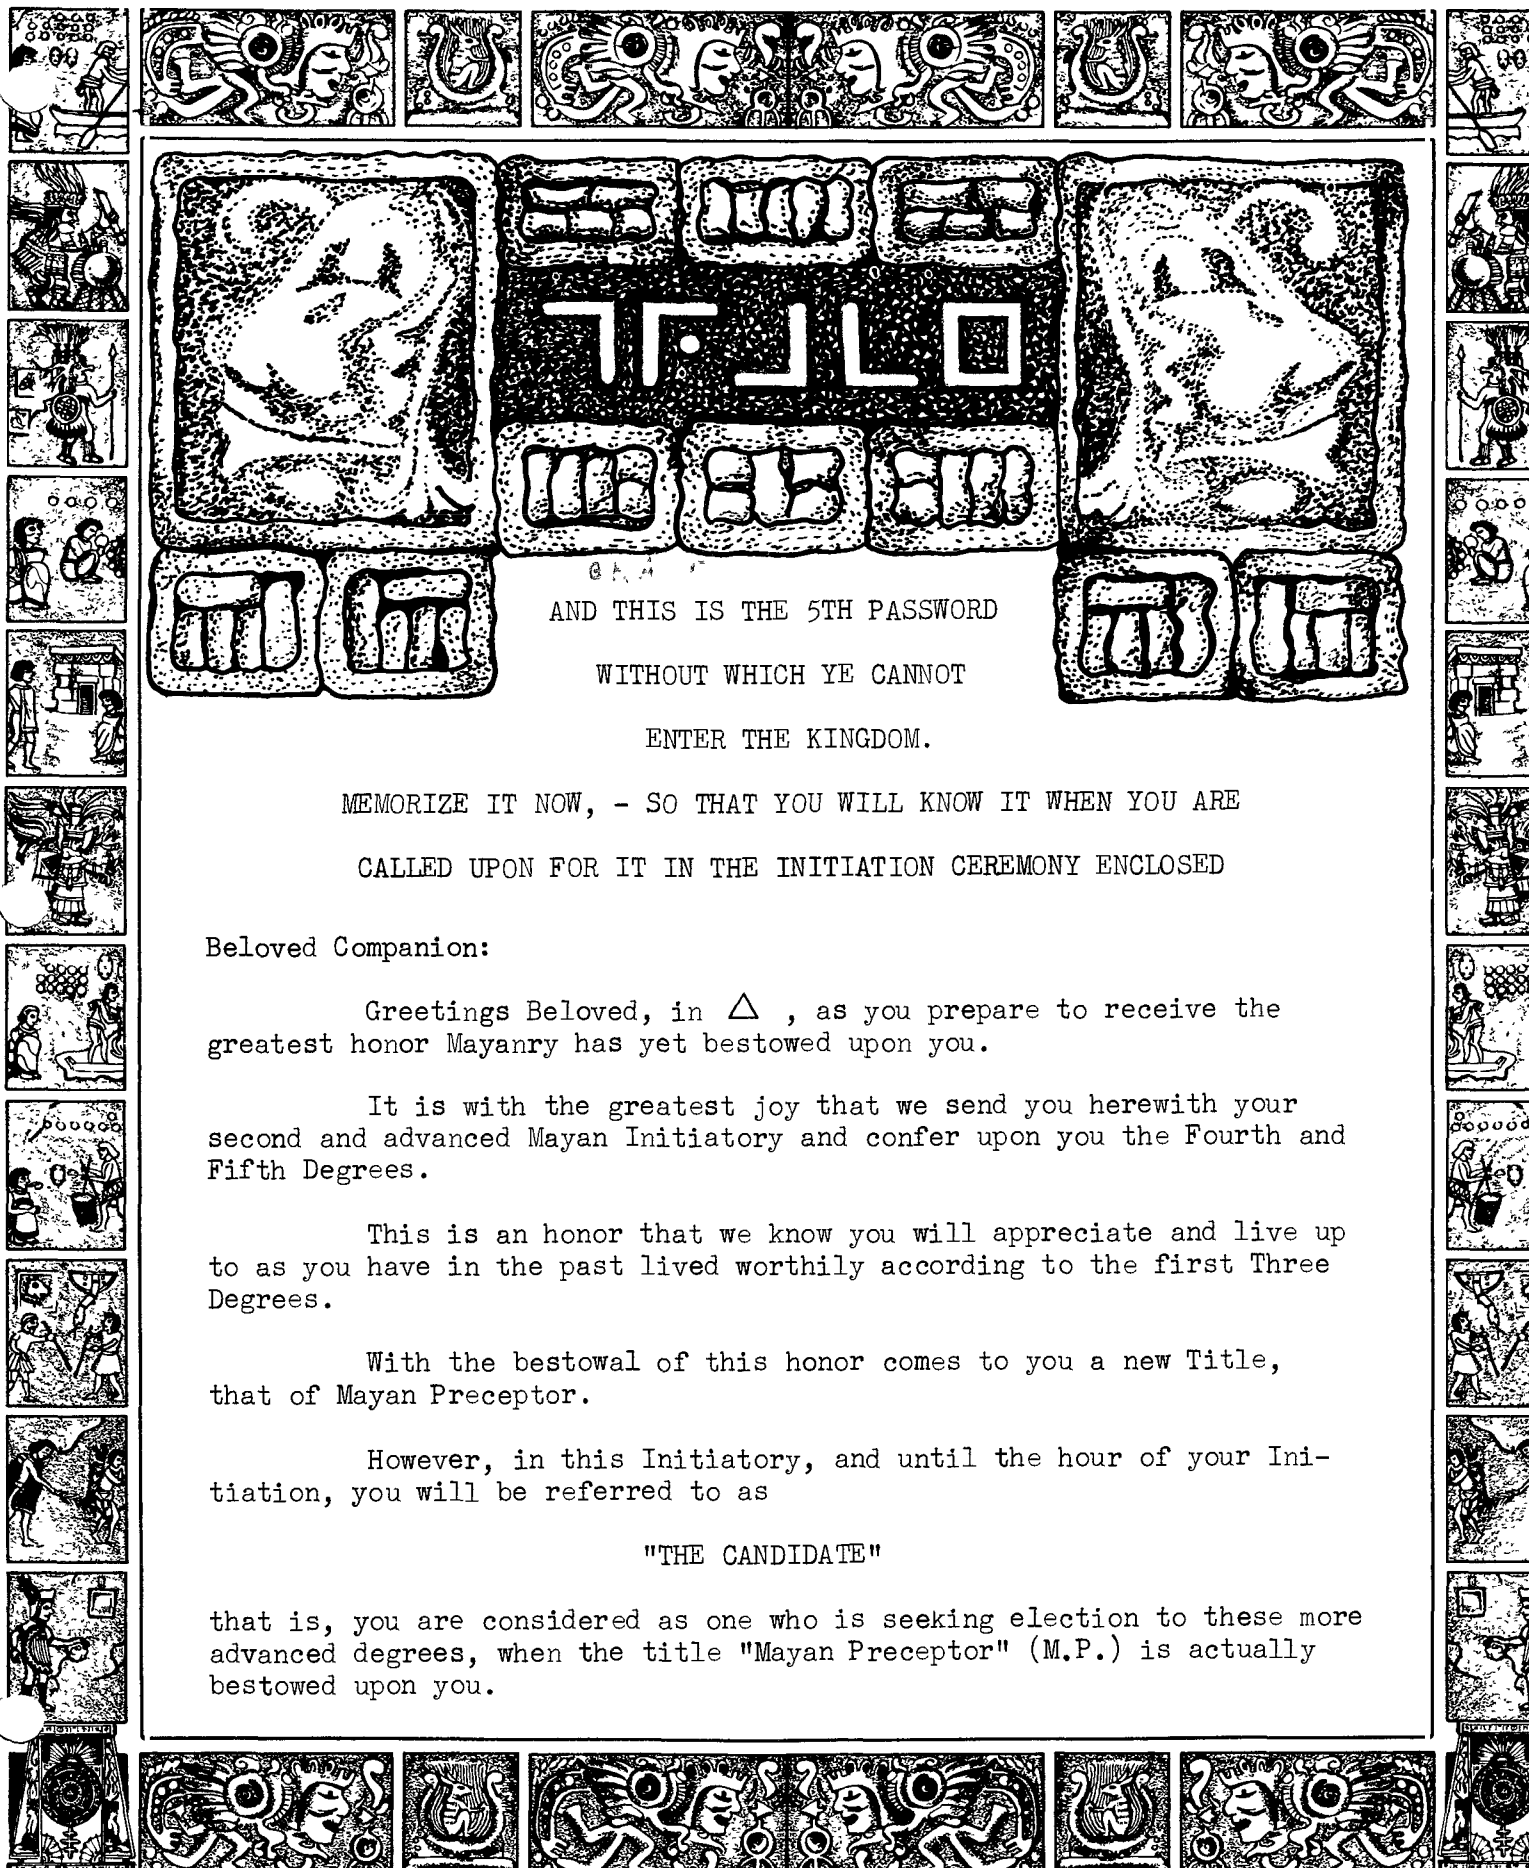 AND THIS IS THE 5TH PASSWORD
WITHOUT WHICH YE CANNOT
ENTER THE KINGDOM.
MEMORIZE IT NOW, - SO THAT YOU WILL KNOW IT WHEN YOU ARE
CALLED UPON FOR IT IN THE INITIATION CEREMONY ENCLOSED
Beloved Companion:
Greetings Beloved, in △ , as you prepare to receive the
greatest honor Mayanry has yet bestowed upon you.
It is with the greatest joy that we send you herewith your
second and advanced Mayan Initiatory and confer upon you the Fourth and
Fifth Degrees.
This is an honor that we know you will appreciate and live up
to as you have in the past lived worthily according to the first Three
Degrees.
With the bestowal of this honor comes to you a new Title,
that of Mayan Preceptor.
However, in this Initiatory, and until the hour of your Ini-
tiation, you will be referred to as
"THE CANDIDATE"
that is, you are considered as one who is seeking election to these more
advanced degrees, when the title "Mayan Preceptor" (M.P.) is actually
bestowed upon you.